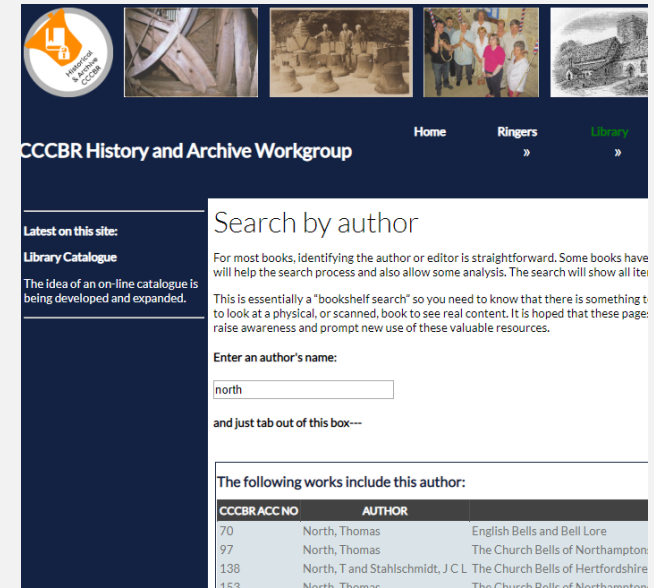 Historical
& Archive
CCCBR
Home Ringers Library
» »
CCCBR History and Archive Workgroup
Latest on this site:
Library Catalogue
The idea of an on-line catalogue is
being developed and expanded.
Search by author
For most books, identifying the author or editor is straightforward. Some books have
will help the search process and also allow some analysis. The search will show all
This is essentially a "bookshelf search" so you need to know that there is something
to look at a physical, or scanned, book to see real content. It is hoped that these
raise awareness and prompt new use of these valuable resources.
Enter an author's name:
north
and just tab out of this box---
The following works include this author:
CCCBR ACC NO AUTHOR
70 North, Thomas English Bells and Bell Lore
97 North, Thomas The Church Bells of
138 North, T and Stahlschmidt, J C L The Church Bells of Hertfordshire
153 North, Thomas The Church Bells of